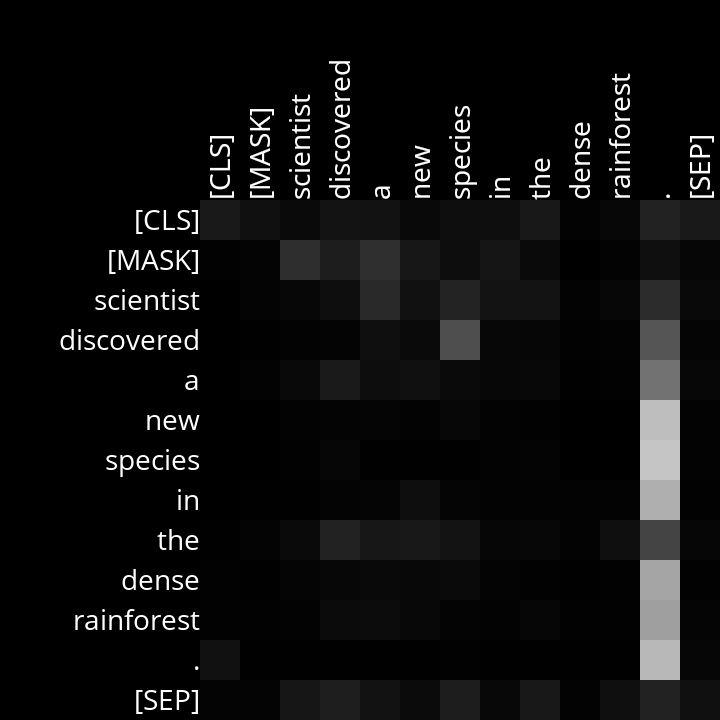 [CLS] [MASK] scientist discovered a new species in the dense rainforest . [SEP]
[CLS]
[MASK]
scientist
discovered
a
new
species
in
the
dense
rainforest
.
[SEP]